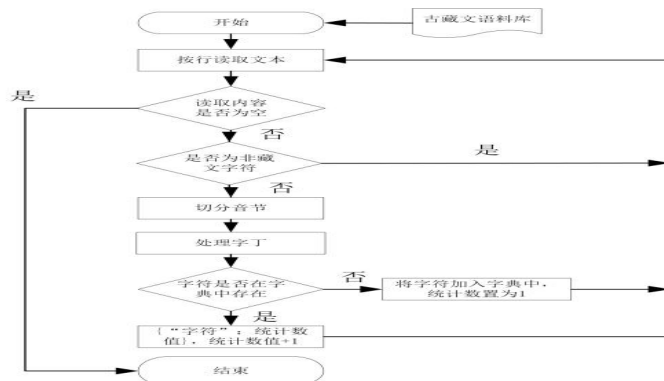 开始
古藏文语料库
按行读取文本
是
读取内容
是否为空
否
是否为非藏
文字符
是
否
切分音节
处理字丁
字符是否在字
典中存在
否
将字符加入字典中，
统计数置为1
是
{“字符”：统计数
值}，统计数值+1
结束